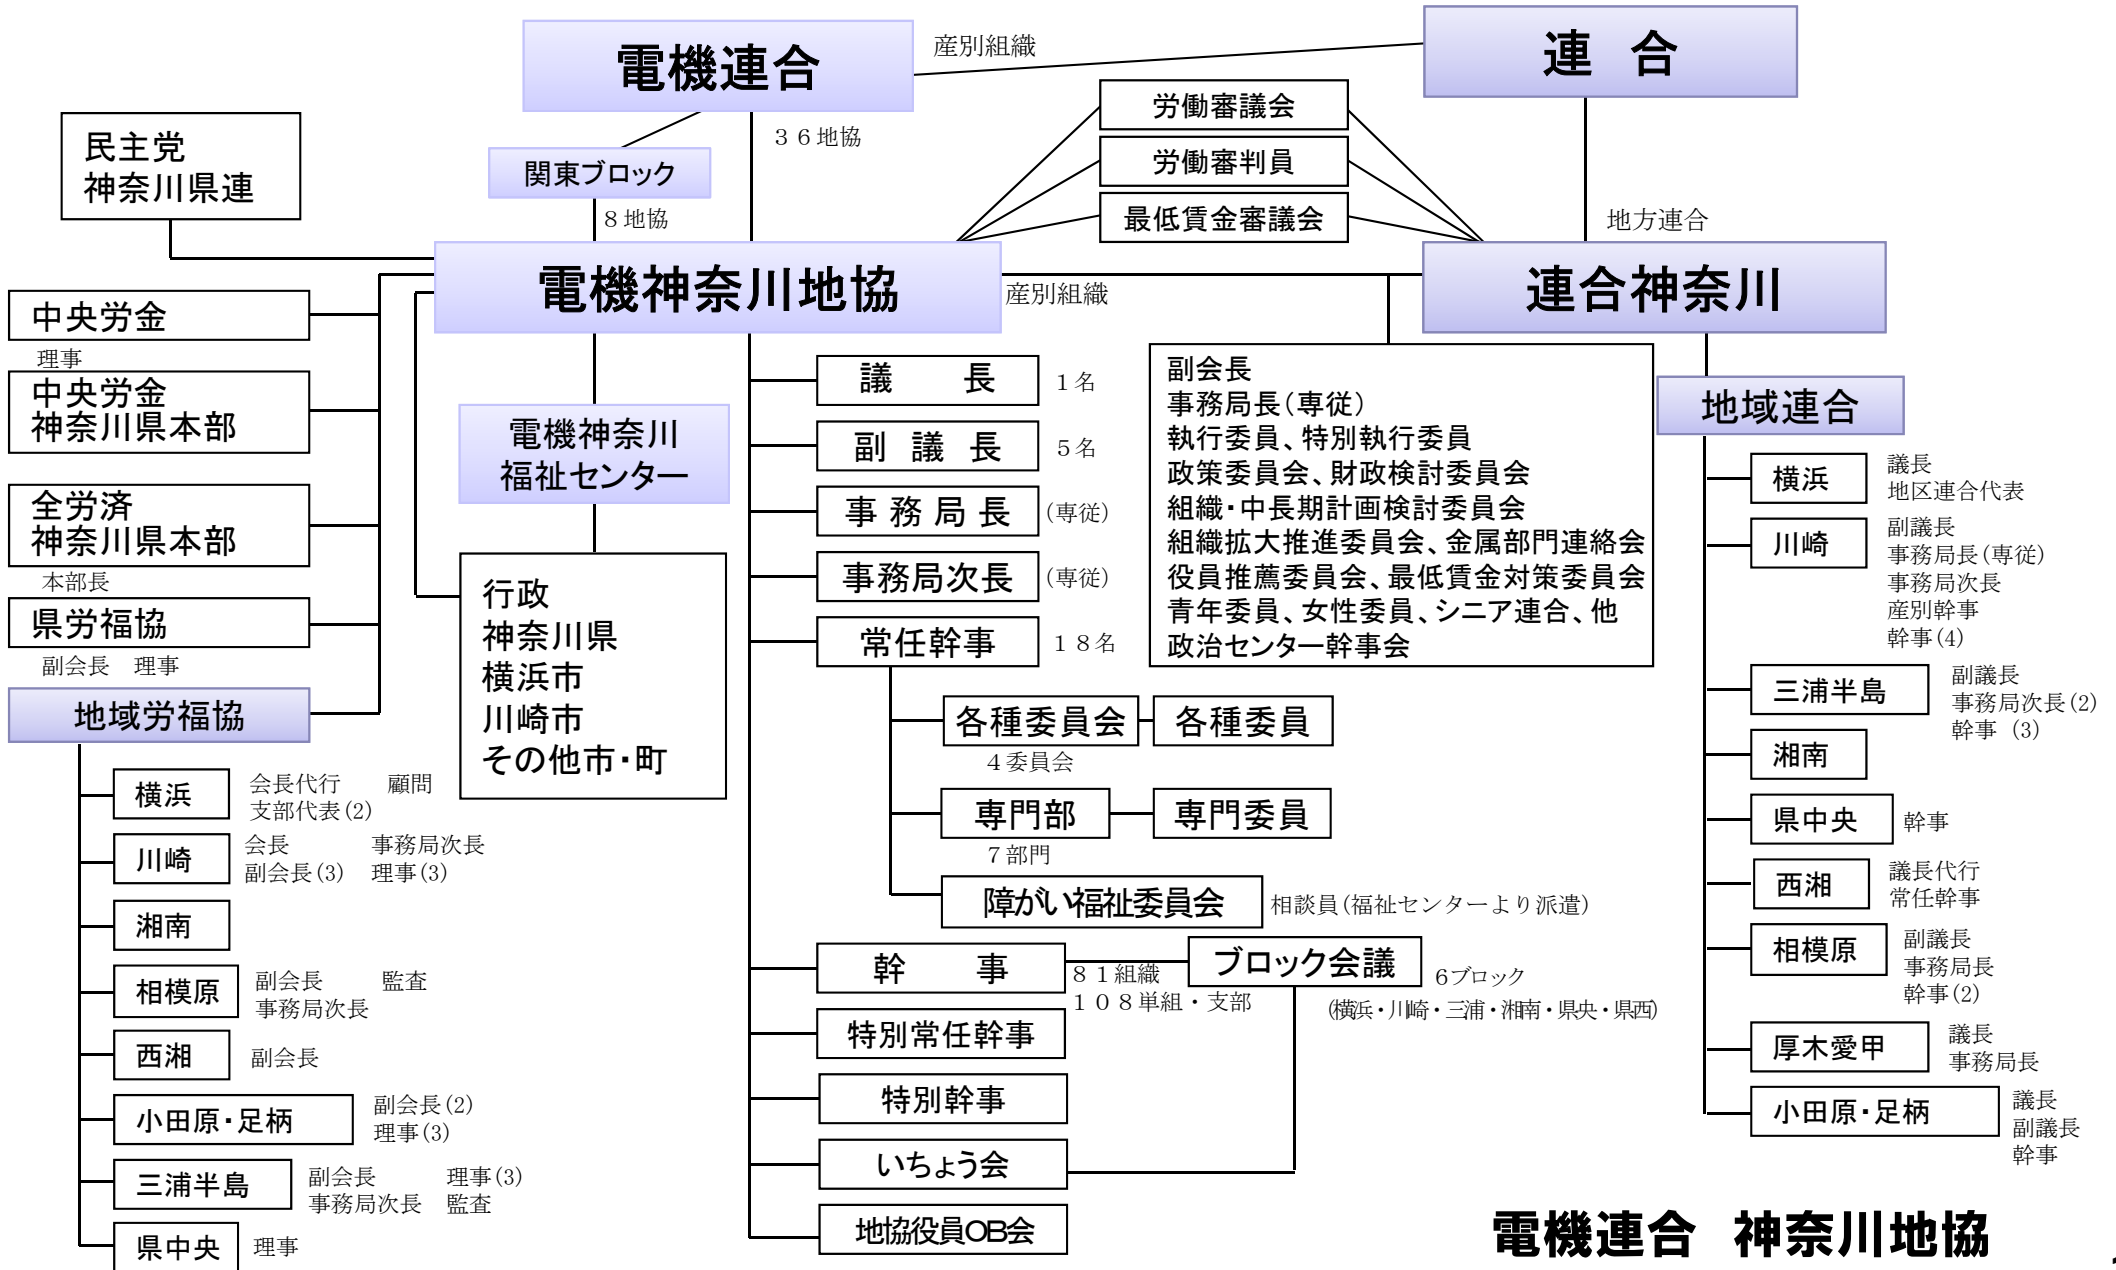 電機連合
産別組織
連　合
民主党
神奈川県連
関東ブロック
３６地協
８地協
労働審議会
労働審判員
最低賃金審議会
地方連合
電機神奈川地協
産別組織
連合神奈川
中央労金
理事
中央労金
神奈川県本部
全労済
神奈川県本部
本部長
県労福協
副会長　理事
地域労福協
横浜
会長代行　　顧問
支部代表(2)
川崎
会長　　　　事務局次長
副会長(3)　理事(3)
湘南
相模原
副会長　　　監査
事務局次長
西湘
副会長
小田原・足柄
副会長(2)
理事(3)
三浦半島
副会長　　　理事(3)
事務局次長　監査
県中央
理事
電機神奈川
福祉センター
行政
神奈川県
横浜市
川崎市
その他市・町
議　　長
１名
副 議 長
５名
事 務 局 長
(専従)
事務局次長
(専従)
常任幹事
１８名
各種委員会
各種委員
４委員会
専門部
専門委員
７部門
障がい福祉委員会
相談員(福祉センターより派遣)
幹　　事
８１組織
１０８単組・支部
ブロック会議
6ブロック
(横浜・川崎・三浦・湘南・県央・県西)
特別常任幹事
特別幹事
いちょう会
地協役員OB会
副会長
事務局長(専従)
執行委員、特別執行委員
政策委員会、財政検討委員会
組織・中長期計画検討委員会
組織拡大推進委員会、金属部門連絡会
役員推薦委員会、最低賃金対策委員会
青年委員、女性委員、シニア連合、他
政治センター幹事会
地域連合
横浜
議長
地区連合代表
川崎
副議長
事務局長(専従)
事務局次長
産別幹事
幹事(4)
三浦半島
副議長
事務局次長(2)
幹事 (3)
湘南
県中央
幹事
西湘
議長代行
常任幹事
相模原
副議長
事務局長
幹事(2)
厚木愛甲
議長
事務局長
小田原・足柄
議長
副議長
幹事
電機連合　神奈川地協